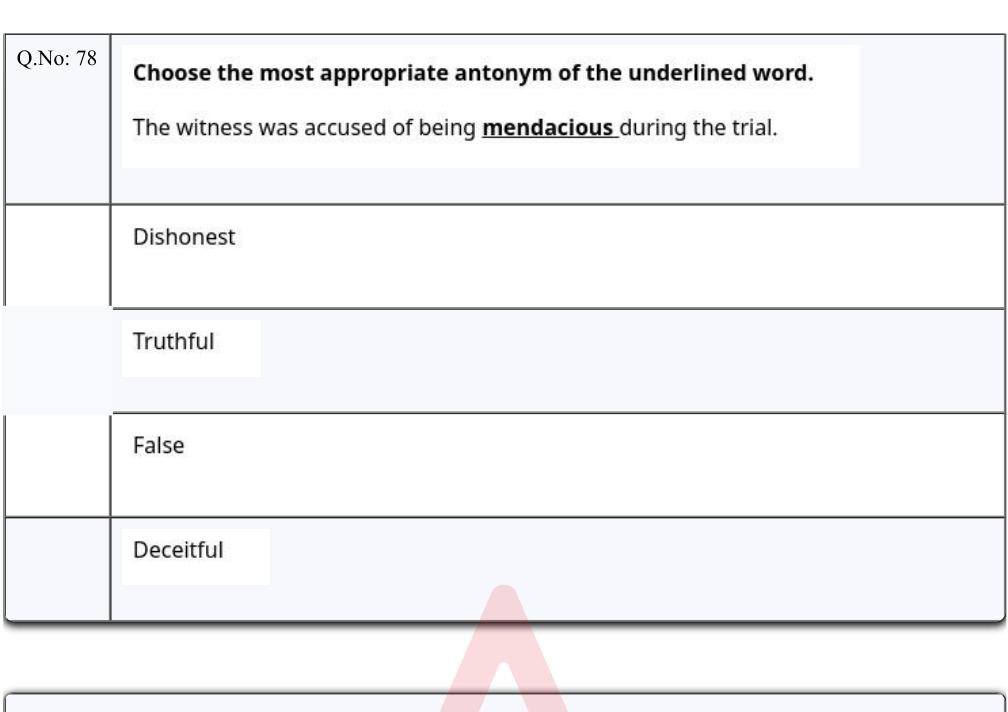 Q.No: 78
Choose the most appropriate antonym of the underlined word.
The witness was accused of being mendacious during the trial.
Dishonest
Truthful
False
Deceitful